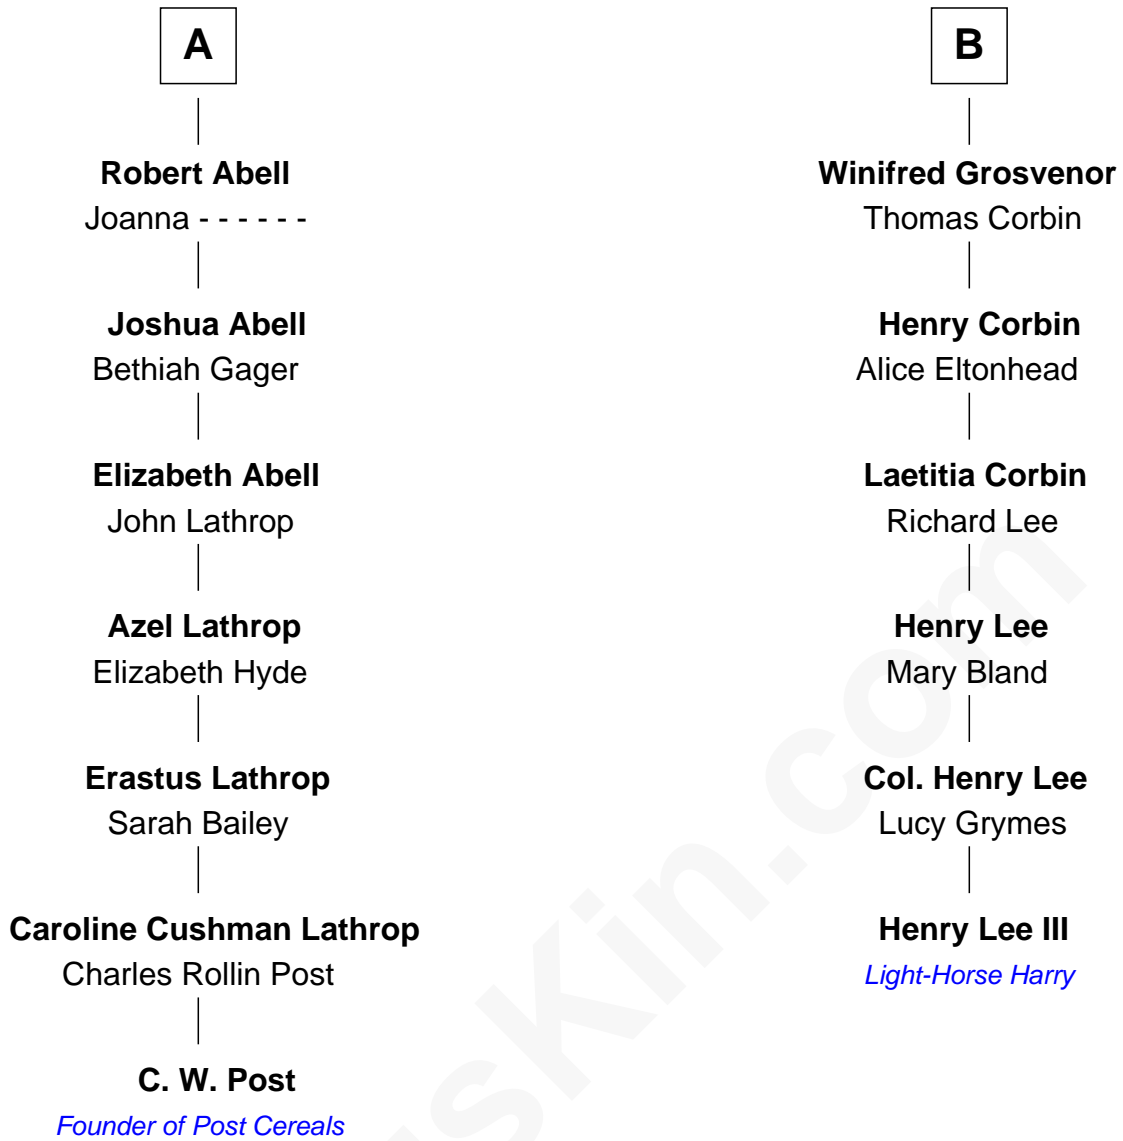 A
Robert Abell
Joanna - - - - - -
Joshua Abell
Bethiah Gager
Elizabeth Abell
John Lathrop
Azel Lathrop
Elizabeth Hyde
Erastus Lathrop
Sarah Bailey
Caroline Cushman Lathrop
Charles Rollin Post
C. W. Post
Founder of Post Cereals
B
Winifred Grosvenor
Thomas Corbin
Henry Corbin
Alice Eltonhead
Laetitia Corbin
Richard Lee
Henry Lee
Mary Bland
Col. Henry Lee
Lucy Grymes
Henry Lee III
Light-Horse Harry
usKin.com